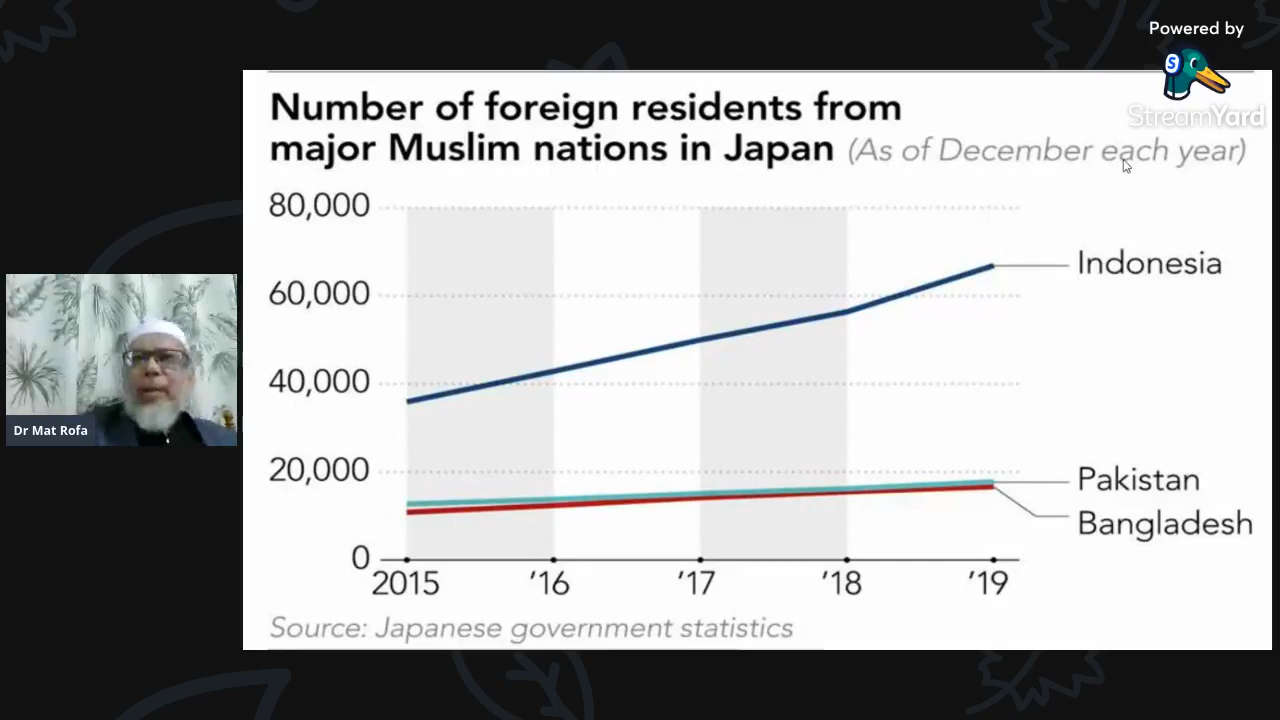 Powered by
StreamYard
Number of foreign residents from
major Muslim nations in Japan (As of December each year)
80,000
60,000
40,000
20,000
0
Indonesia
Pakistan
Bangladesh
2015 '16 '17 '18 '19
Source: Japanese government statistics
Dr Mat Rofa
S